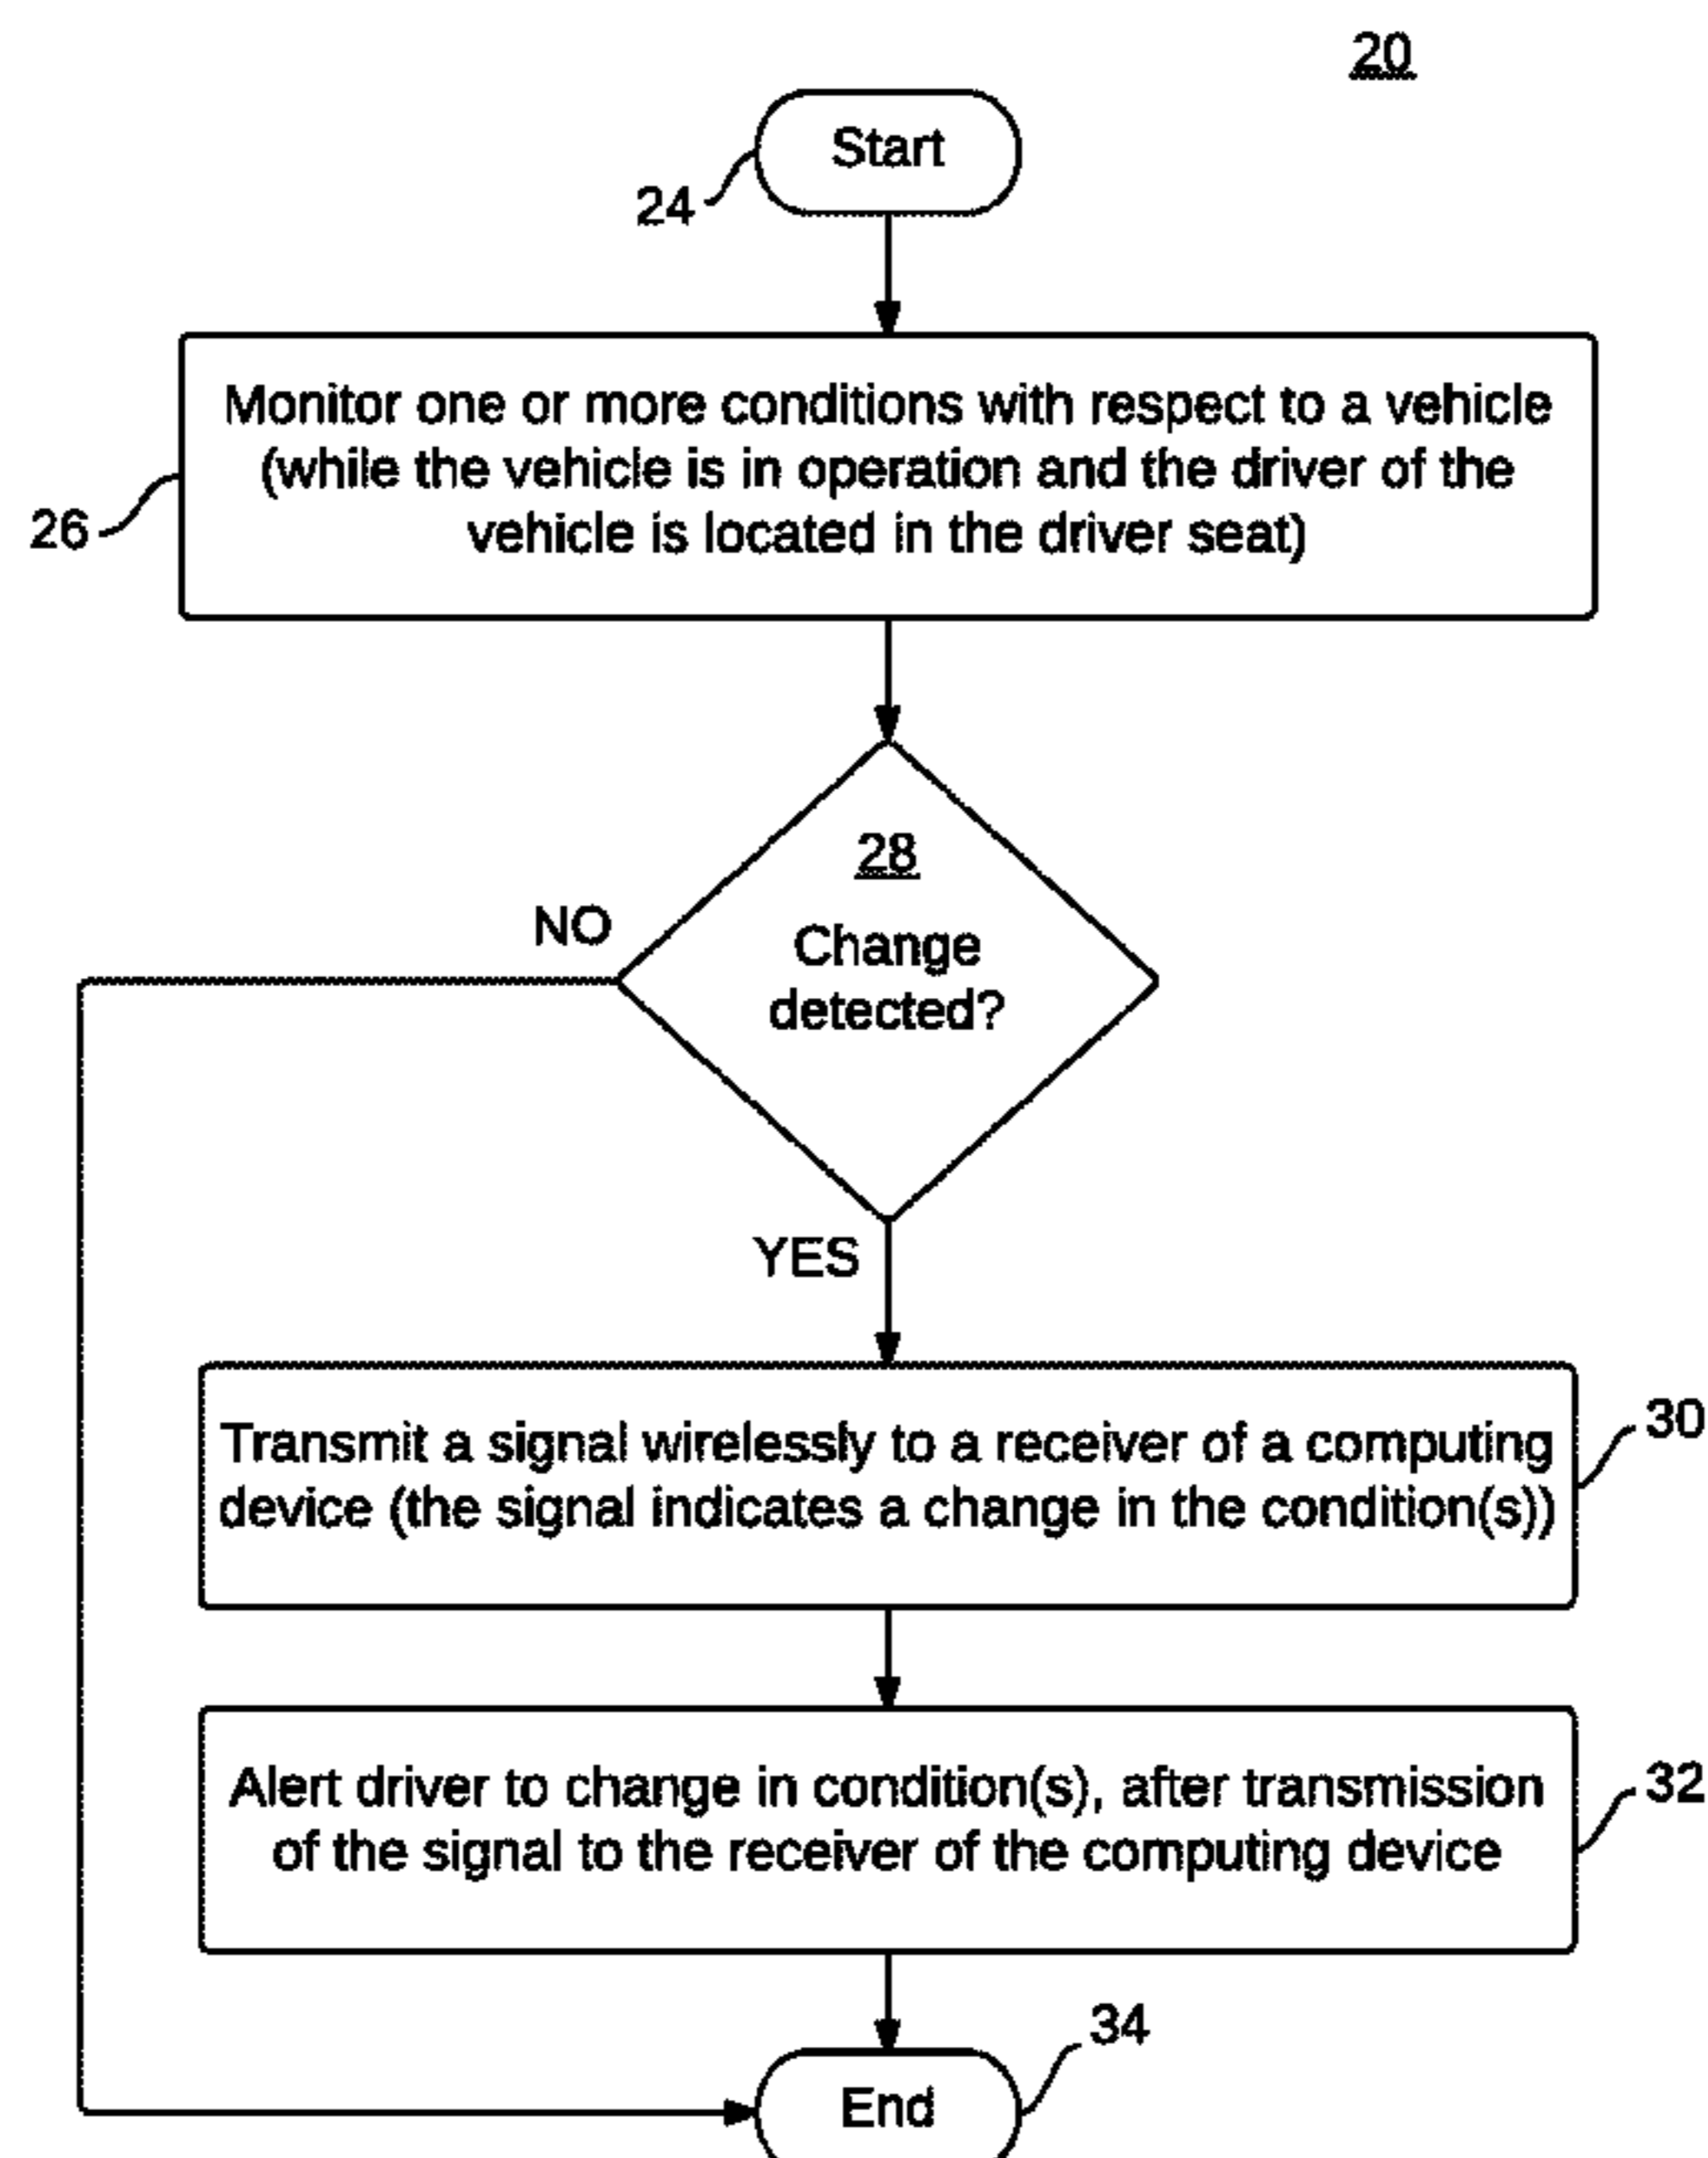 20
Start
24
Monitor one or more conditions with respect to a vehicle
(while the vehicle is in operation and the driver of the
vehicle is located in the driver seat)
26
28
NO
Change
detected?
YES
Transmit a signal wirelessly to a receiver of a computing
device (the signal indicates a change in the condition(s))
30
Alert driver to change in condition(s), after transmission
of the signal to the receiver of the computing device
32
34
End